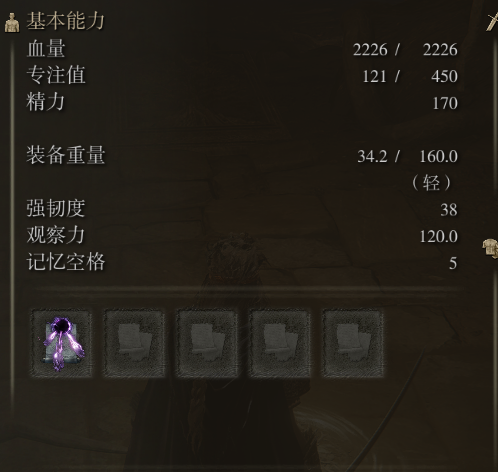 基本能力
血量 2226 / 2226
专注值 121 / 450
精力 170
装备重量 34.2 / 160.0
（轻）
强韧度 38
观察力 120.0
记忆空格 5